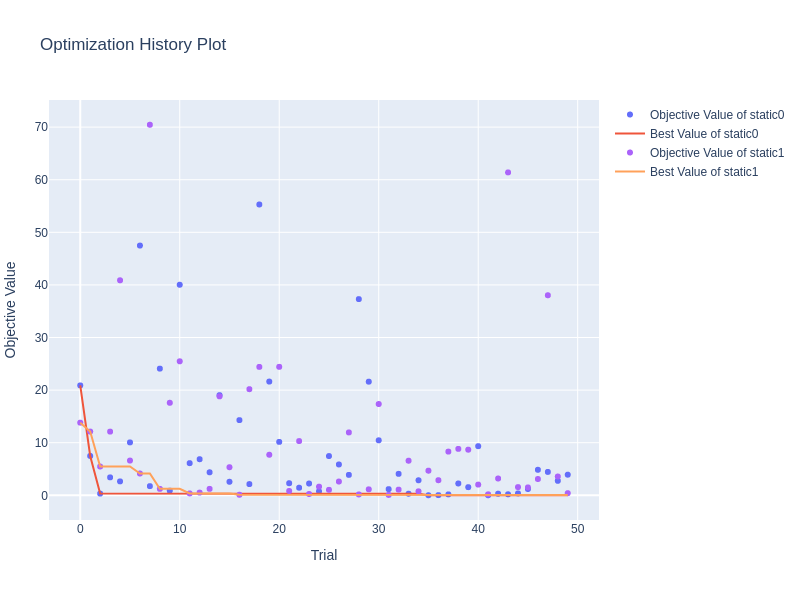 Optimization History Plot
Objective Value of static0
Best Value of static0
Objective Value of static1
Best Value of static1
70
60
50
40
30
20
10
0
Objective Value
0
10
20
30
40
50
Trial